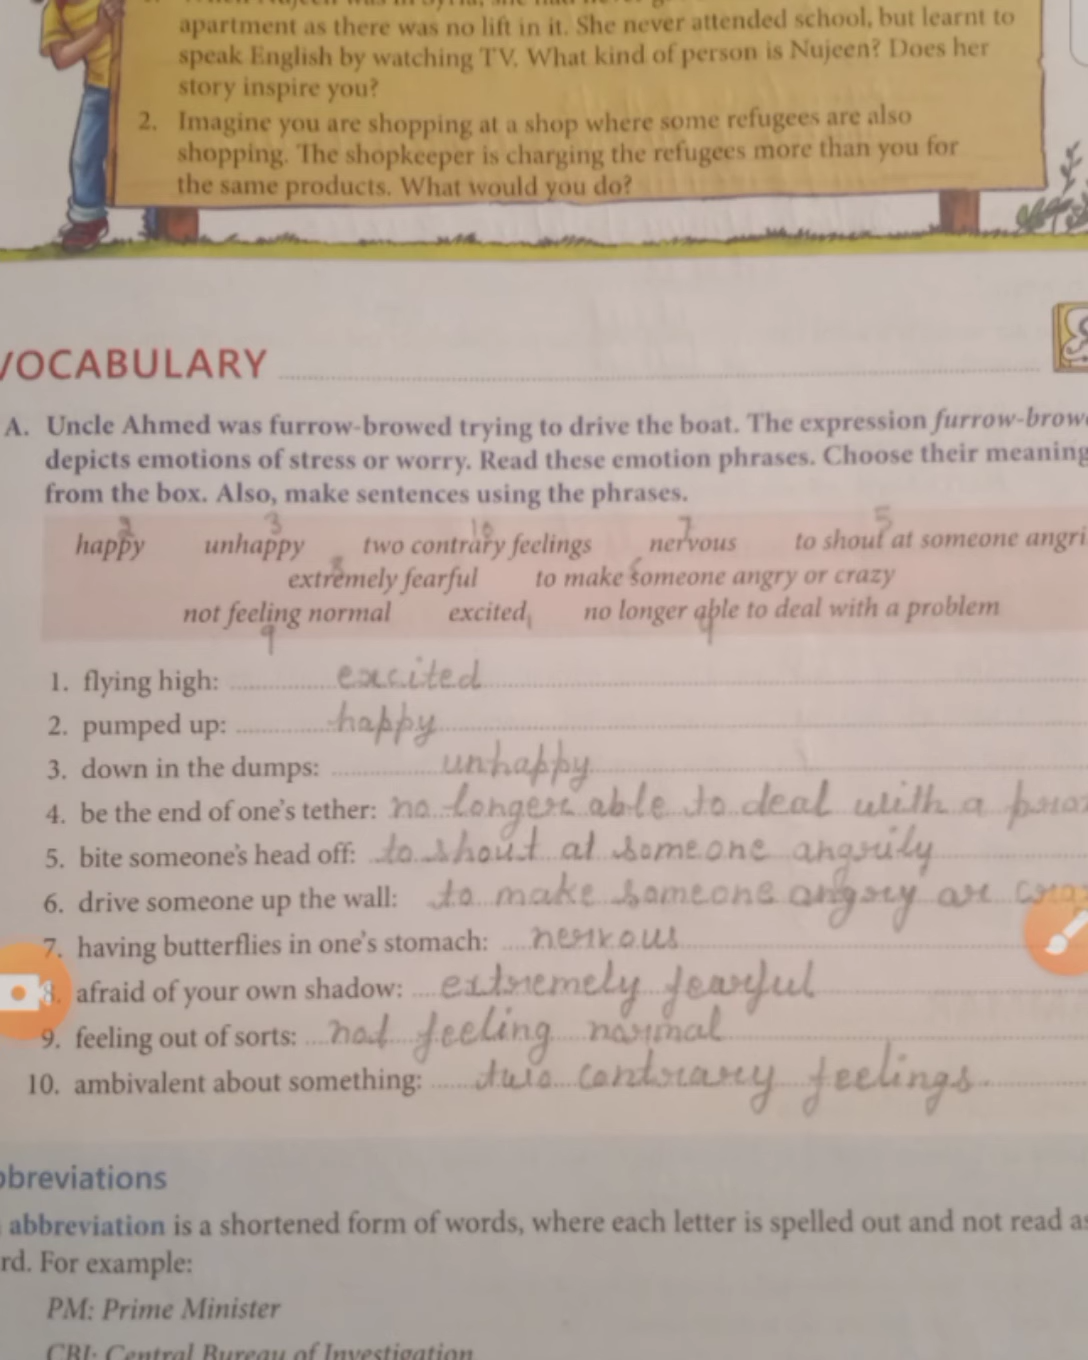 apartment as there was no lift in it. She never attended school, but learnt to
speak English by watching TV. What kind of person is Nujeen? Does her
story inspire you?
2. Imagine you are shopping at a shop where some refugees are also
shopping. The shopkeeper is charging the refugees more than you for
the same products. What would you do?
VOCABULARY
A. Uncle Ahmed was furrow-browed trying to drive the boat. The expression furrow-brow
depicts emotions of stress or worry. Read these emotion phrases. Choose their meaning
from the box. Also, make sentences using the phrases.
3 10 7 5
happy unhappy two contrary feelings nervous to shout at someone angri
extremely fearful to make someone angry or crazy
not feeling normal excited no longer able to deal with a problem
9
1. flying high: excited
2. pumped up: happy
3. down in the dumps: unhappy
4. be the end of one's tether: no longer able to deal with a
5. bite someone's head off: to shout at someone angrily
6. drive someone up the wall: to make someone angry or
7. having butterflies in one's stomach: nervous
8. afraid of your own shadow: extremely fearful
9. feeling out of sorts: not feeling normal
10. ambivalent about something: two contrary feelings.
bbreviations
abbreviation is a shortened form of words, where each letter is spelled out and not read as
rd. For example:
PM: Prime Minister
CBI: Central Bureau of Investigation